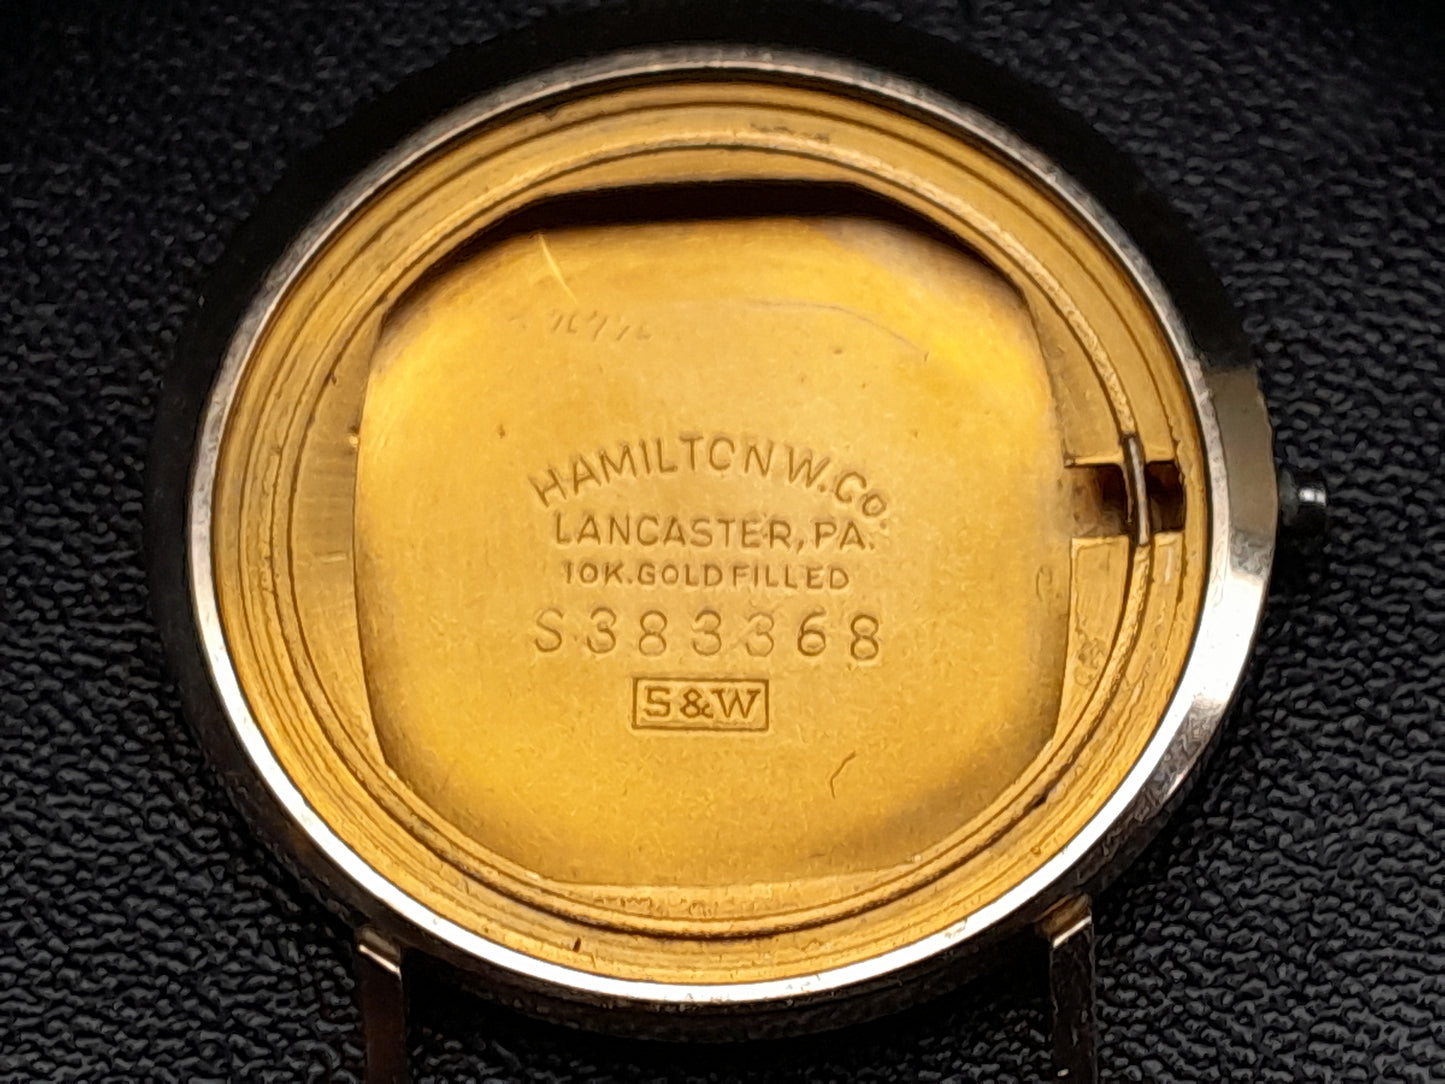 HAMILTON W. Co.
LANCASTER, PA.
10K. GOLD FILLED
S383368
S&W